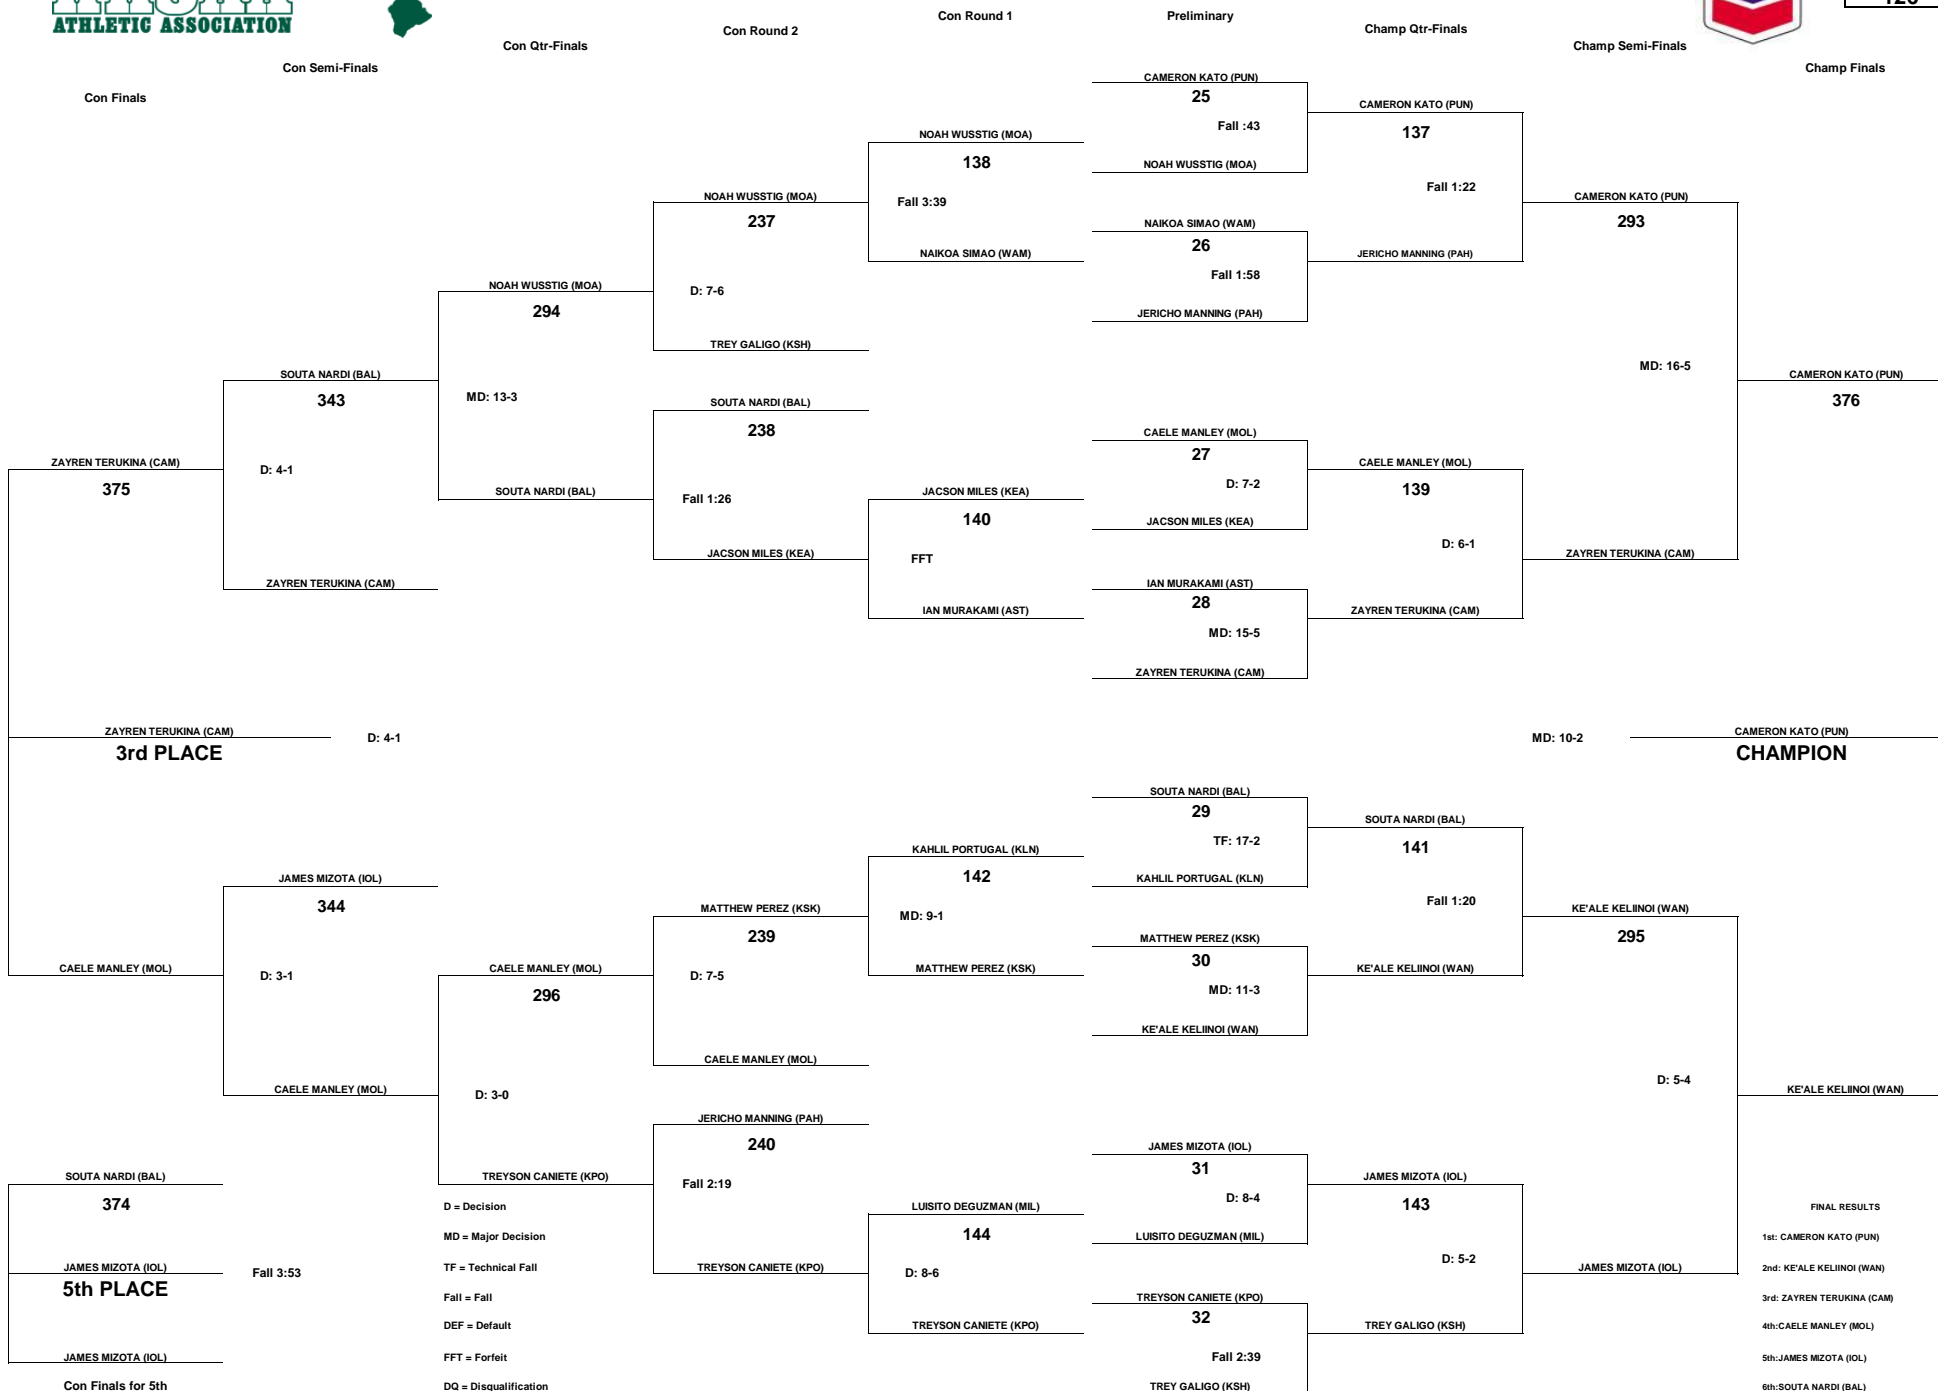 ATHLETIC ASSOCIATION
Con Finals
Con Semi-Finals
Con Qtr-Finals
Con Round 2
Con Round 1
Preliminary
Champ Qtr-Finals
Champ Semi-Finals
Champ Finals
CAMERON KATO (PUN)
25
Fall :43
NOAH WUSSTIG (MOA)
NAIKOA SIMAO (WAM)
26
Fall 1:58
JERICHO MANNING (PAH)
CAELE MANLEY (MOL)
27
D: 7-2
JACSON MILES (KEA)
IAN MURAKAMI (AST)
28
MD: 15-5
ZAYREN TERUKINA (CAM)
SOUTA NARDI (BAL)
29
TF: 17-2
KAHLIL PORTUGAL (KLN)
MATTHEW PEREZ (KSK)
30
MD: 11-3
KE'ALE KELIINOI (WAN)
JAMES MIZOTA (IOL)
31
D: 8-4
LUISITO DEGUZMAN (MIL)
TREYSON CANIETE (KPO)
32
Fall 2:39
TREY GALIGO (KSH)
CAMERON KATO (PUN)
137
Fall 1:22
JERICHO MANNING (PAH)
CAELE MANLEY (MOL)
139
D: 6-1
ZAYREN TERUKINA (CAM)
SOUTA NARDI (BAL)
141
Fall 1:20
KE'ALE KELIINOI (WAN)
JAMES MIZOTA (IOL)
143
D: 5-2
TREY GALIGO (KSH)
CAMERON KATO (PUN)
293
MD: 16-5
ZAYREN TERUKINA (CAM)
KE'ALE KELIINOI (WAN)
295
D: 5-4
JAMES MIZOTA (IOL)
CAMERON KATO (PUN)
376
MD: 10-2
CAMERON KATO (PUN)
CHAMPION
KE'ALE KELIINOI (WAN)
NOAH WUSSTIG (MOA)
138
Fall 3:39
NAIKOA SIMAO (WAM)
JACSON MILES (KEA)
140
FFT
IAN MURAKAMI (AST)
KAHLIL PORTUGAL (KLN)
142
MD: 9-1
MATTHEW PEREZ (KSK)
LUISITO DEGUZMAN (MIL)
144
D: 8-6
TREYSON CANIETE (KPO)
NOAH WUSSTIG (MOA)
237
D: 7-6
TREY GALIGO (KSH)
SOUTA NARDI (BAL)
238
Fall 1:26
JACSON MILES (KEA)
MATTHEW PEREZ (KSK)
239
D: 7-5
CAELE MANLEY (MOL)
JERICHO MANNING (PAH)
240
Fall 2:19
TREYSON CANIETE (KPO)
NOAH WUSSTIG (MOA)
294
MD: 13-3
SOUTA NARDI (BAL)
CAELE MANLEY (MOL)
296
D: 3-0
TREYSON CANIETE (KPO)
SOUTA NARDI (BAL)
343
D: 4-1
ZAYREN TERUKINA (CAM)
JAMES MIZOTA (IOL)
344
D: 3-1
CAELE MANLEY (MOL)
ZAYREN TERUKINA (CAM)
375
ZAYREN TERUKINA (CAM)
3rd PLACE
D: 4-1
CAELE MANLEY (MOL)
SOUTA NARDI (BAL)
374
JAMES MIZOTA (IOL)
5th PLACE
Fall 3:53
JAMES MIZOTA (IOL)
Con Finals for 5th
D = Decision
MD = Major Decision
TF = Technical Fall
Fall = Fall
DEF = Default
FFT = Forfeit
DQ = Disqualification
FINAL RESULTS
1st: CAMERON KATO (PUN)
2nd: KE'ALE KELIINOI (WAN)
3rd: ZAYREN TERUKINA (CAM)
4th:CAELE MANLEY (MOL)
5th:JAMES MIZOTA (IOL)
6th:SOUTA NARDI (BAL)